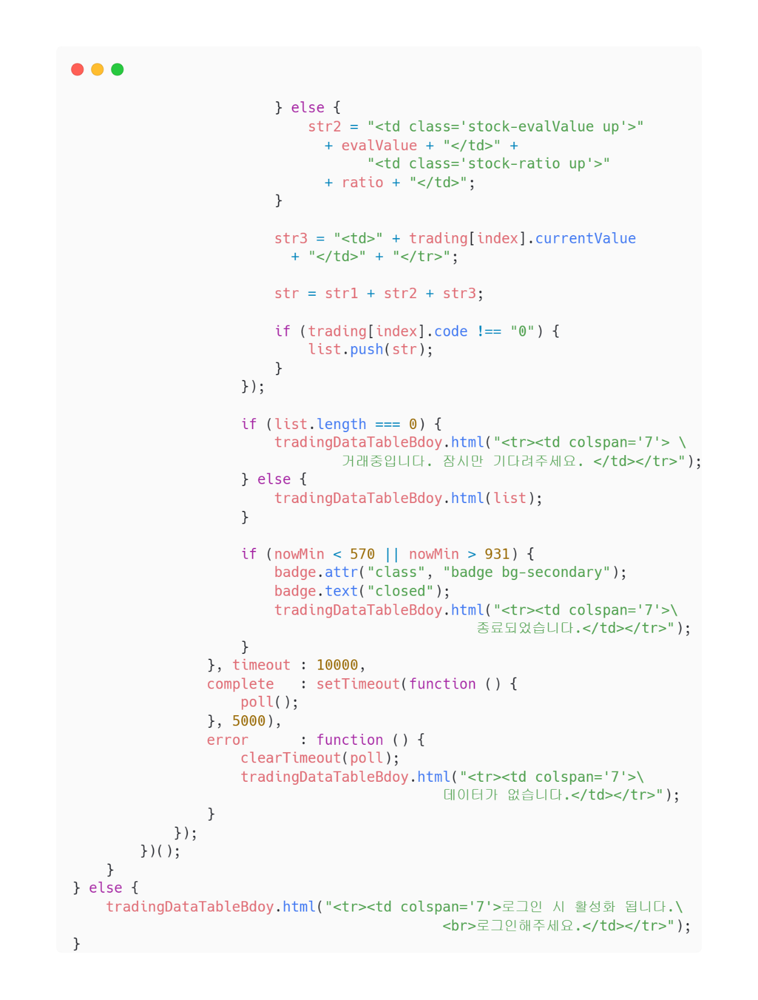 } else {
str2 = "<td class='stock-evalValue up'>"
+ evalValue + "</td>" +
"<td class='stock-ratio up'>"
+ ratio + "</td>";
}
str3 = "<td>" + trading[index].currentValue
+ "</td>" + "</tr>";
str = str1 + str2 + str3;
if (trading[index].code !== "0") {
list.push(str);
}
});
if (list.length === 0) {
tradingDataTableBdoy.html("<tr><td colspan='7'> \
거래중입니다. 잠시만 기다려주세요. </td></tr>");
} else {
tradingDataTableBdoy.html(list);
}
if (nowMin < 570 || nowMin > 931) {
badge.attr("class", "badge bg-secondary");
badge.text("closed");
tradingDataTableBdoy.html("<tr><td colspan='7'>\
종료되었습니다.</td></tr>");
}
}, timeout : 10000,
complete   : setTimeout(function () {
poll();
}, 5000),
error      : function () {
clearTimeout(poll);
tradingDataTableBdoy.html("<tr><td colspan='7'>\
데이터가 없습니다.</td></tr>");
}
});
})();
}
} else {
tradingDataTableBdoy.html("<tr><td colspan='7'>로그인 시 활성화 됩니다.\
<br>로그인해주세요.</td></tr>");
}